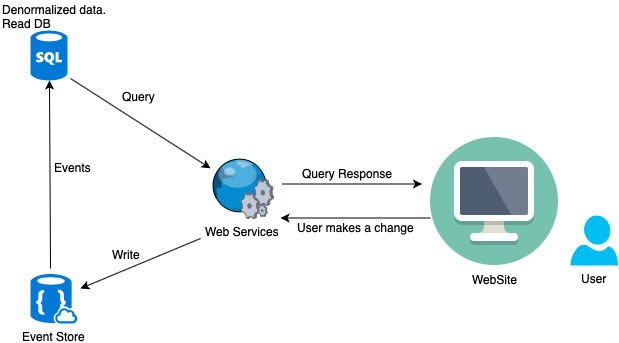 Denormalized data.
Read DB
SQL
Query
Events
Query Response
Web Services
User makes a change
Write
WebSite
User
{ }
Event Store